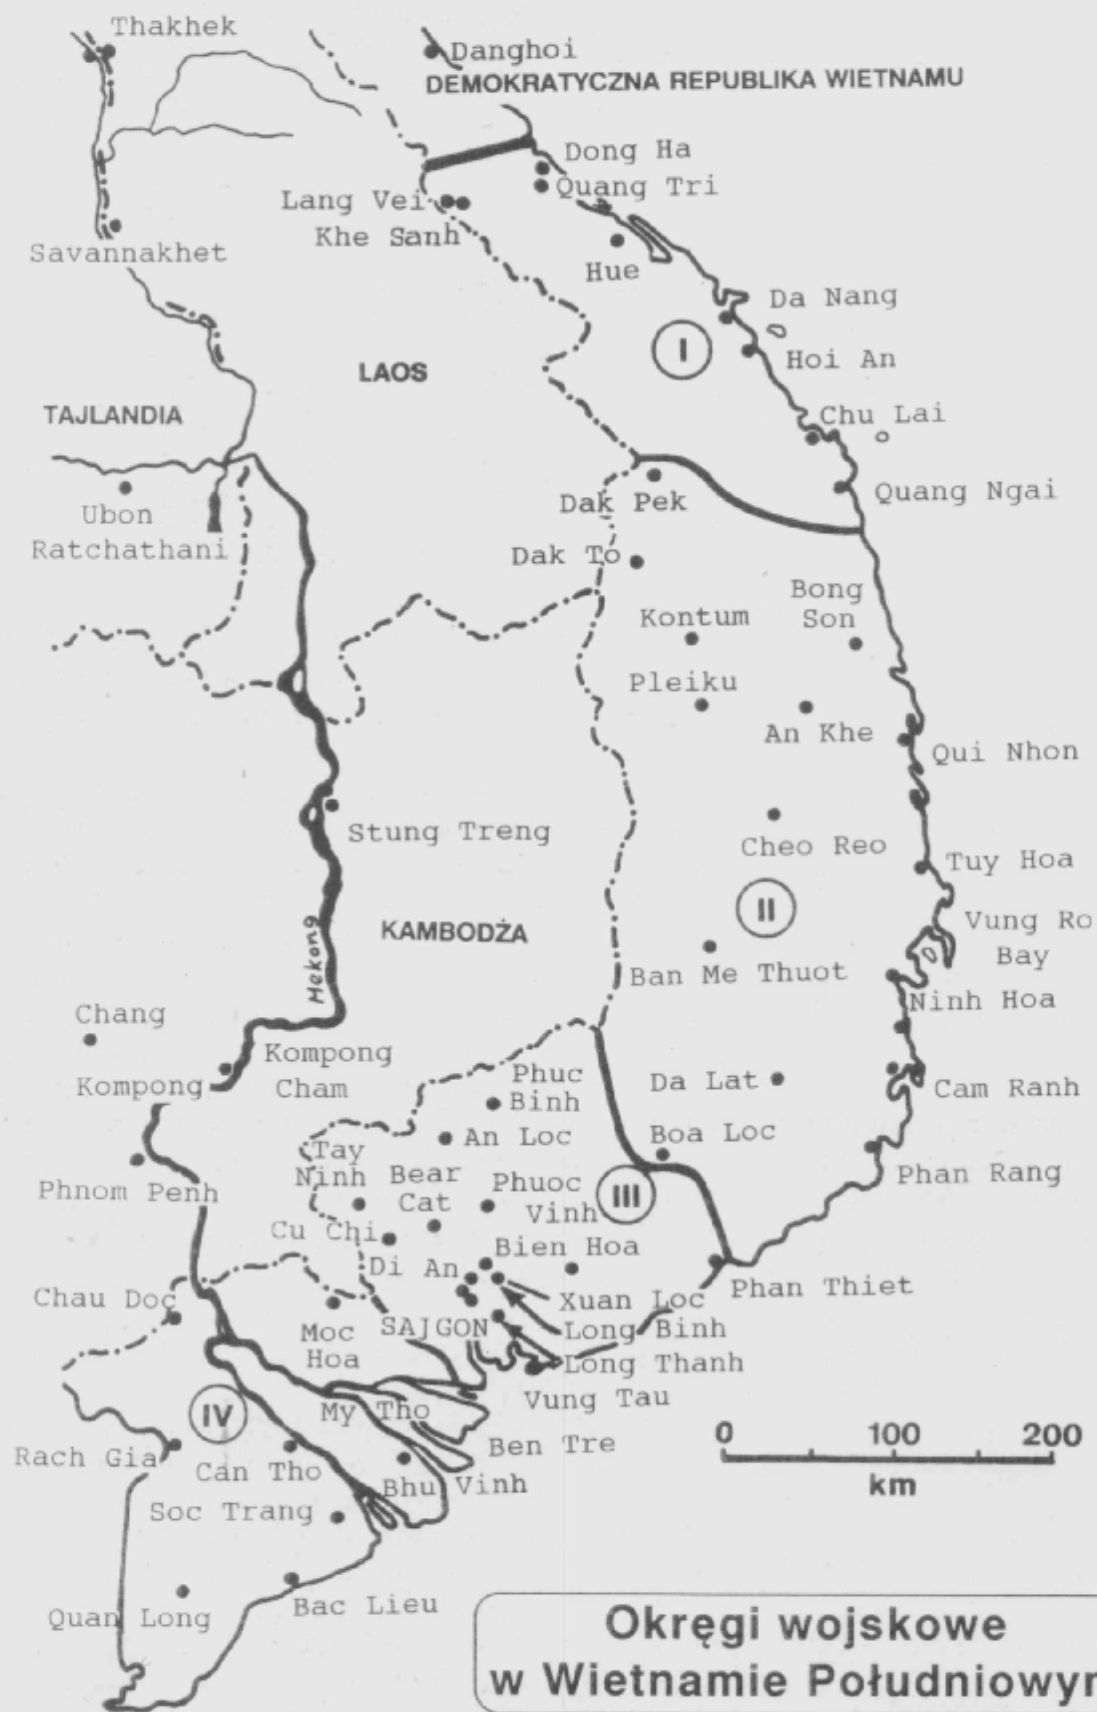 Thakhek
Danghoi
DEMOKRATYCZNA REPUBLIKA WIETNAMU
Dong Ha
Quang Tri
Lang Vei
Khe Sanh
Savannakhet
Hue
Da Nang
I
Hoi An
LAOS
TAJLANDIA
Chu Lai
Quang Ngai
Dak Pek
Ubon
Ratchathani
Dak To
Bong
Son
Kontum
Pleiku
An Khe
Qui Nhon
Stung Treng
Cheo Reo
Tuy Hoa
II
Vung Ro
Bay
KAMBODŻA
Mekong
Ban Me Thuot
Ninh Hoa
Chang
Kompong
Kompong
Cham
Phuc
Binh
Da Lat
Cam Ranh
An Loc
Boa Loc
Tay
Ninh
Bear
Cat
Phuoc
Vinh
III
Phan Rang
Phnom Penh
Cu Chi
Di An
Bien Hoa
Phan Thiet
Chau Doc
Moc
Hoa
SAJGON
Xuan Loc
Long Binh
Long Thanh
Vung Tau
IV
My Tho
Ben Tre
Rach Gia
Can Tho
Bhu Vinh
Soc Trang
Quan Long
Bac Lieu
0 100 200
km
Okręgi wojskowe
w Wietnamie Południowym